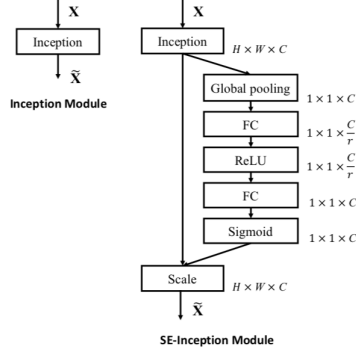 X
Inception
X̃
Inception Module
X
Inception
H × W × C
Global pooling
1 × 1 × C
FC
1 × 1 × C/r
ReLU
1 × 1 × C/r
FC
1 × 1 × C
Sigmoid
1 × 1 × C
Scale
H × W × C
X̃
SE-Inception Module